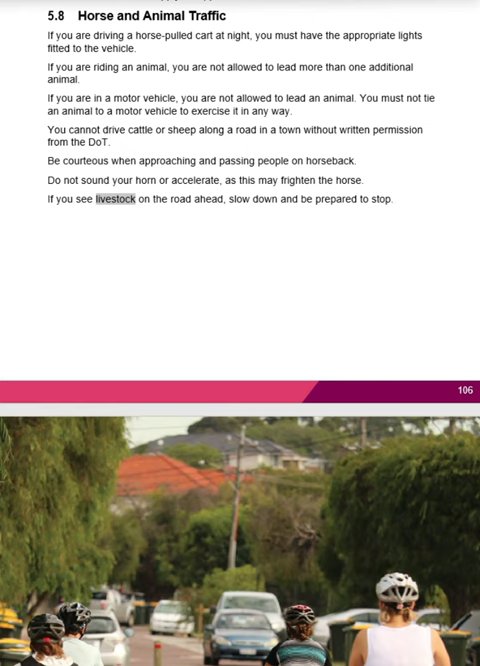 5.8 Horse and Animal Traffic
If you are driving a horse-pulled cart at night, you must have the appropriate lights
fitted to the vehicle.
If you are riding an animal, you are not allowed to lead more than one additional
animal.
If you are in a motor vehicle, you are not allowed to lead an animal. You must not tie
an animal to a motor vehicle to exercise it in any way.
You cannot drive cattle or sheep along a road in a town without written permission
from the DoT.
Be courteous when approaching and passing people on horseback.
Do not sound your horn or accelerate, as this may frighten the horse.
If you see livestock on the road ahead, slow down and be prepared to stop.
106